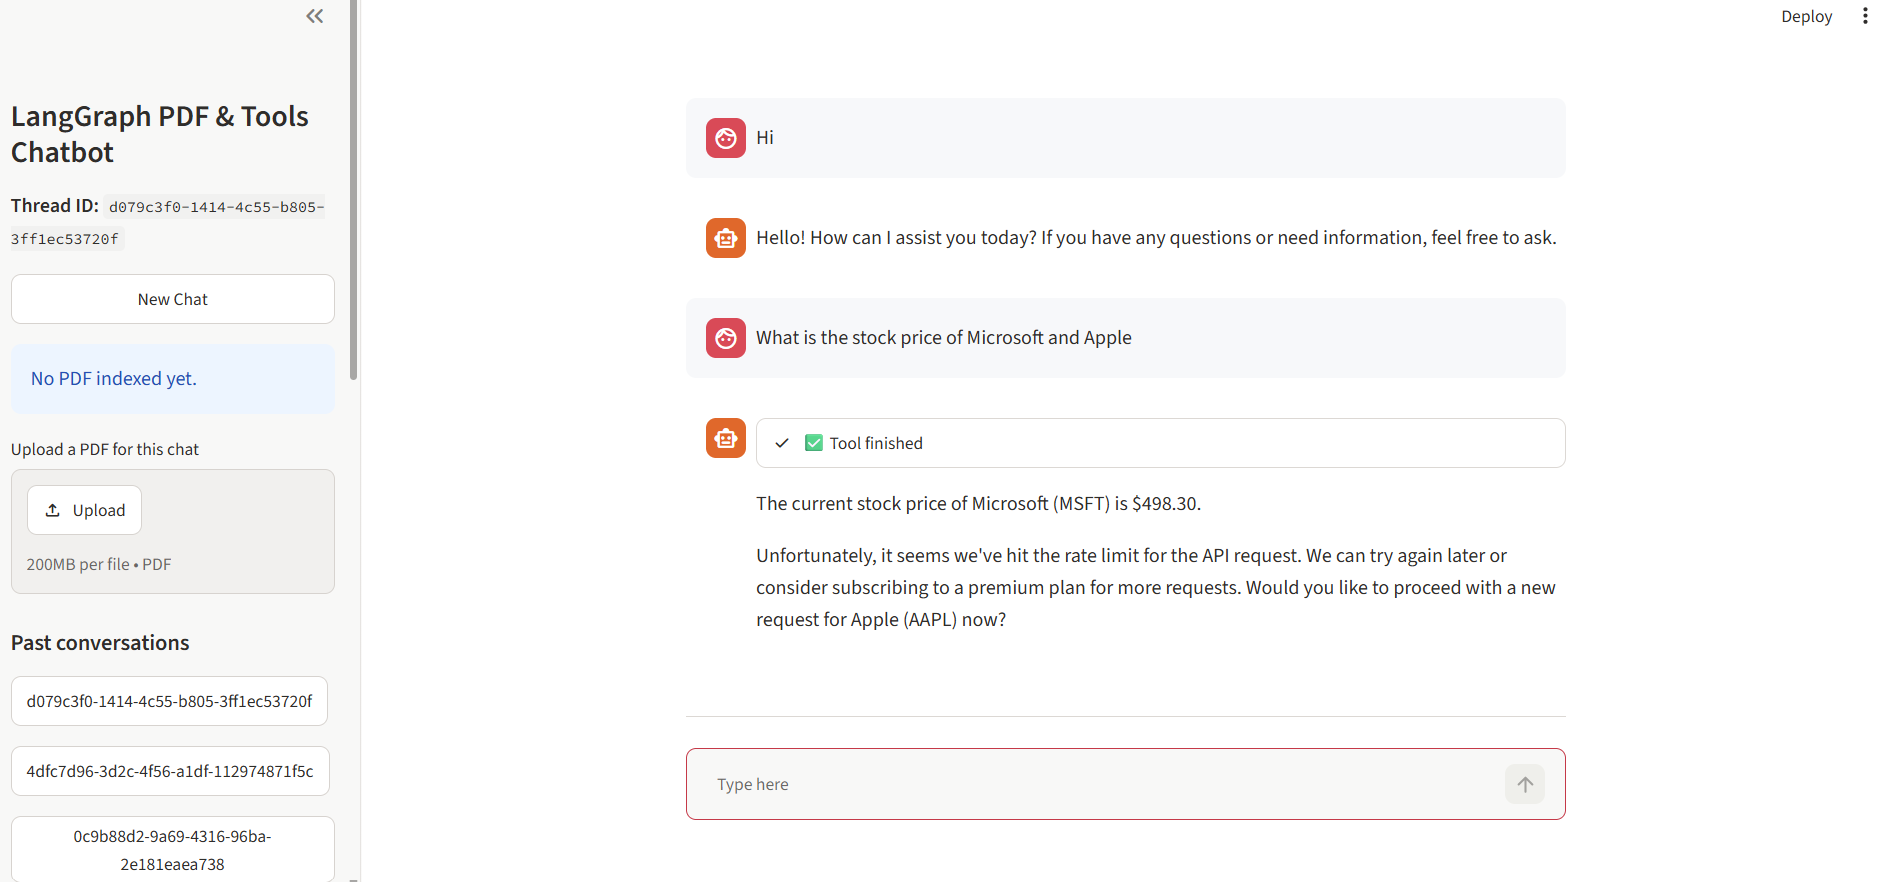 Deploy
LangGraph PDF & Tools
Chatbot
Thread ID: d079c3f0-1414-4c55-b805-
3ff1ec53720f
New Chat
No PDF indexed yet.
Upload a PDF for this chat
Upload
200MB per file • PDF
Past conversations
d079c3f0-1414-4c55-b805-3ff1ec53720f
4dfc7d96-3d2c-4f56-a1df-112974871f5c
0c9b88d2-9a69-4316-96ba-
2e181eaea738
Hi
Hello! How can I assist you today? If you have any questions or need information, feel free to ask.
What is the stock price of Microsoft and Apple
Tool finished
The current stock price of Microsoft (MSFT) is $498.30.
Unfortunately, it seems we've hit the rate limit for the API request. We can try again later or
consider subscribing to a premium plan for more requests. Would you like to proceed with a new
request for Apple (AAPL) now?
Type here